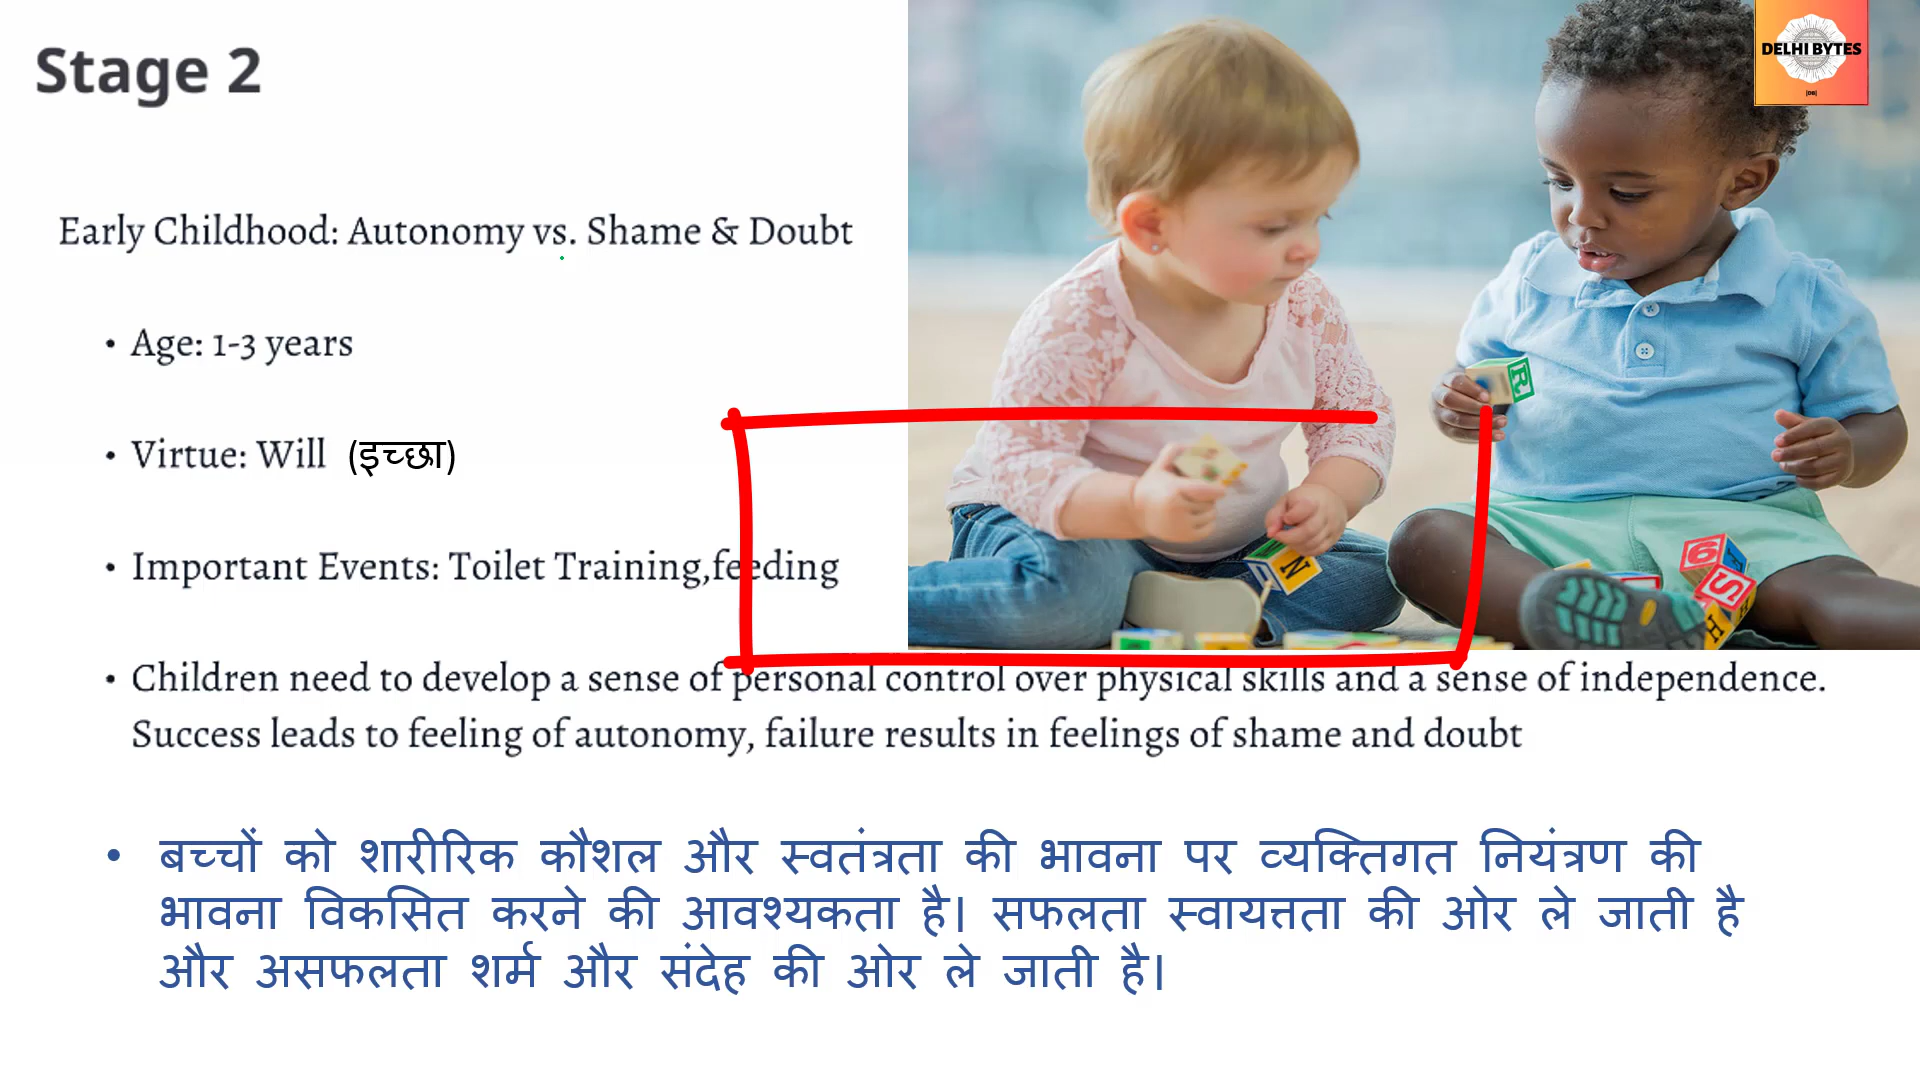 Stage 2
DELHI BYTES
|DB|
Early Childhood: Autonomy vs. Shame & Doubt
• Age: 1-3 years
• Virtue: Will (इच्छा)
• Important Events: Toilet Training,feeding
• Children need to develop a sense of personal control over physical skills and a sense of independence.
Success leads to feeling of autonomy, failure results in feelings of shame and doubt
• बच्चों को शारीरिक कौशल और स्वतंत्रता की भावना पर व्यक्तिगत नियंत्रण की
भावना विकसित करने की आवश्यकता है। सफलता स्वायत्तता की ओर ले जाती है
और असफलता शर्म और संदेह की ओर ले जाती है।
R
N
6
S
H